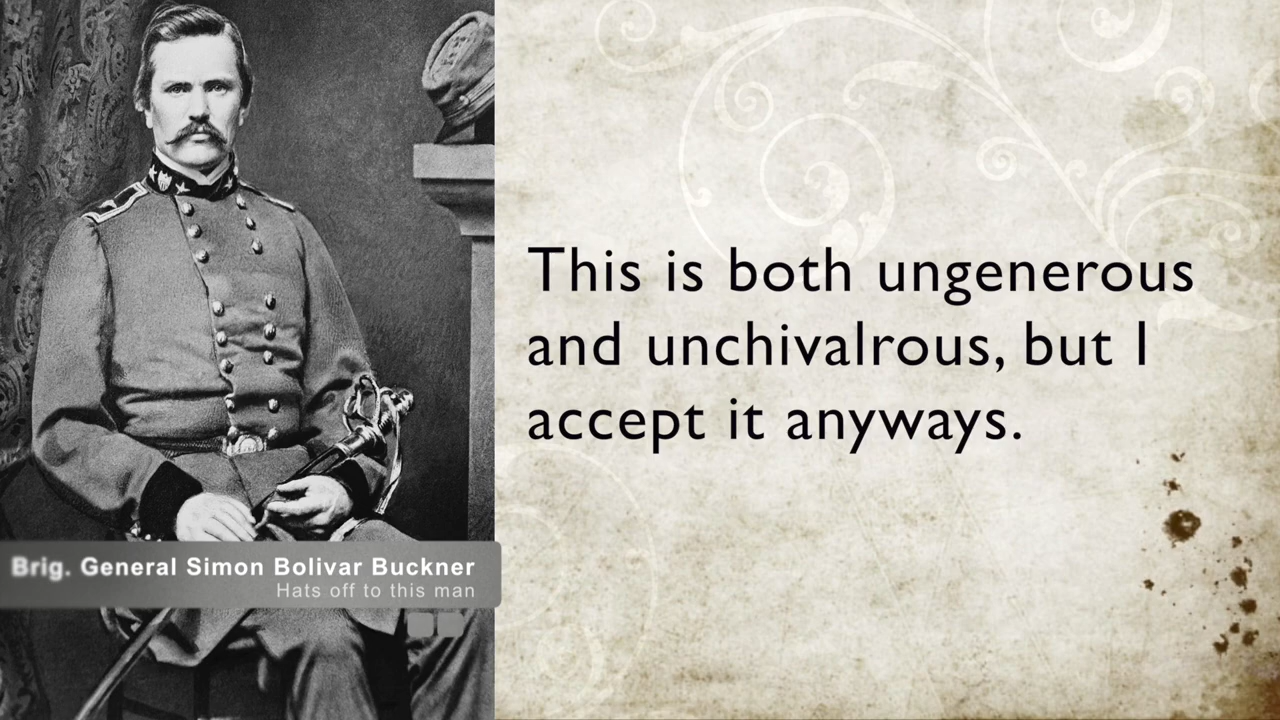 This is both ungenerous
and unchivalrous, but I
accept it anyways.
Brig. General Simon Bolivar Buckner
Hats off to this man